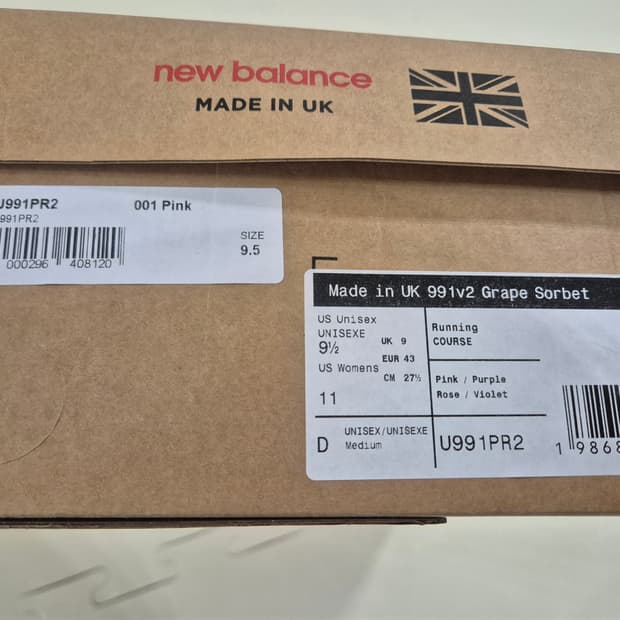 new balance
MADE IN UK
U991PR2 001 Pink
991PR2
SIZE
9.5
000296 408120
Made in UK 991v2 Grape Sorbet
US Unisex
UNISEXE
9½
UK 9
EUR 43
US Womens
CM 27½
11
Running
COURSE
Pink / Purple
Rose / Violet
D
UNISEX/UNISEXE
Medium
U991PR2
1 9868